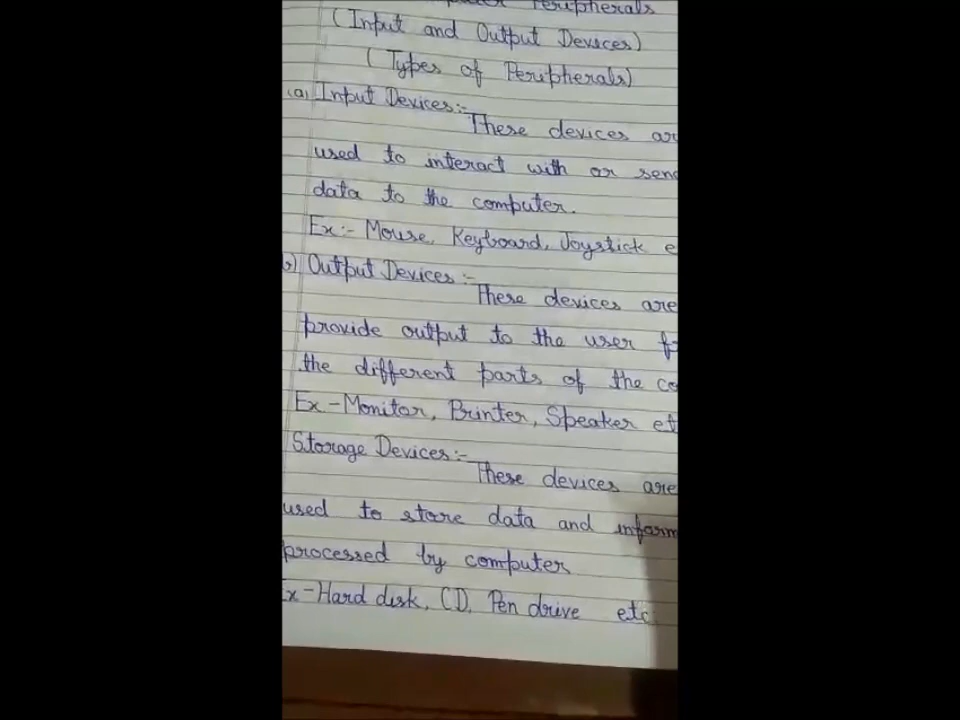 Peripherals
(Input and Output Devices)
(Types of Peripherals)
(a) Input Devices:-
These devices
used to interact with or
data to the computer.
Ex:- Mouse, Keyboard, Joystick
Output Devices:-
These devices are
provide output to the user
the different parts of the
Ex-Monitor, Printer, Speaker
Storage Devices:-
These devices are
used to store data and
processed by computer
Ex-Hard disk, CD, Pen drive etc.